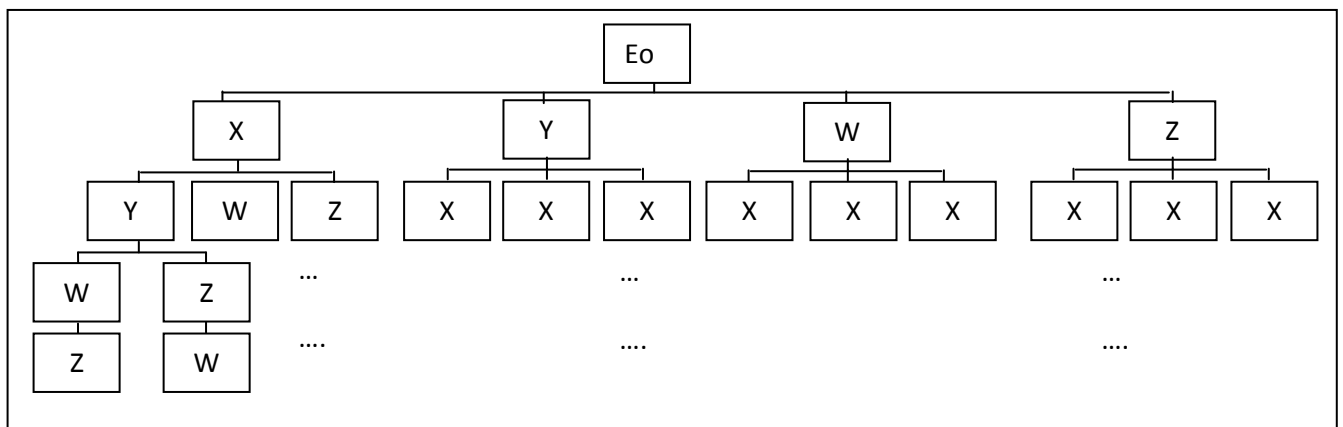 Eo
X Y W Z
Y W Z X X X X X X X X X
W Z ... ... ...
Z W .... .... ....